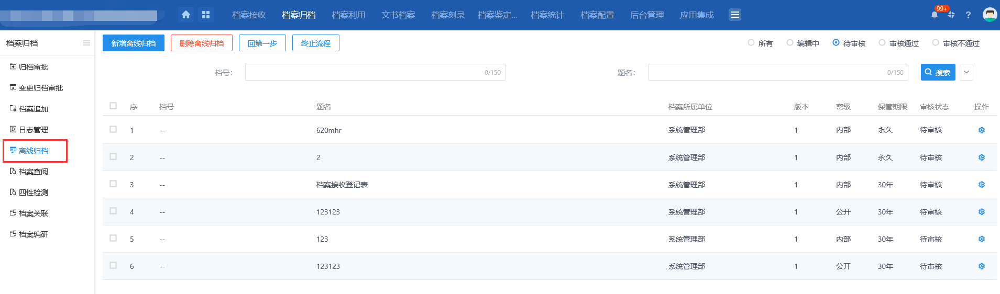 档案接收 档案归档 档案利用 文书档案 档案刻录 档案鉴定... 档案统计 档案配置 后台管理 应用集成 99+ ?
档案归档
归档审批
变更归档审批
档案追加
日志管理
离线归档
档案查阅
四性检测
档案关联
档案编研
新增离线归档 删除离线归档 回第一步 终止流程 所有 编辑中 待审核 审核通过 审核不通过
档号： 0/150 题名： 0/150 搜索
序 档号 题名 档案所属单位 版本 密级 保管期限 审核状态 操作
1 -- 620mhr 系统管理部 1 内部 永久 待审核
2 -- 2 系统管理部 1 内部 永久 待审核
3 -- 档案接收登记表 系统管理部 1 内部 30年 待审核
4 -- 123123 系统管理部 1 公开 30年 待审核
5 -- 123 系统管理部 1 内部 30年 待审核
6 -- 123123 系统管理部 1 公开 30年 待审核